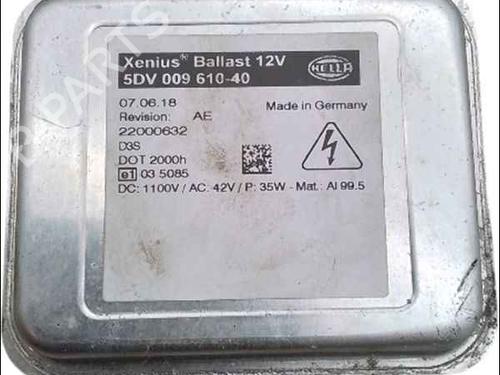 Xenius® Ballast 12V
5DV 009 610-40
HELLA
07.06.18
Made in Germany
Revision: AE
22000632
D3S
DOT 2000h
e1 03 5085
DC: 1100V / AC: 42V / P: 35W - Mat.: Al 99.5
PARTS